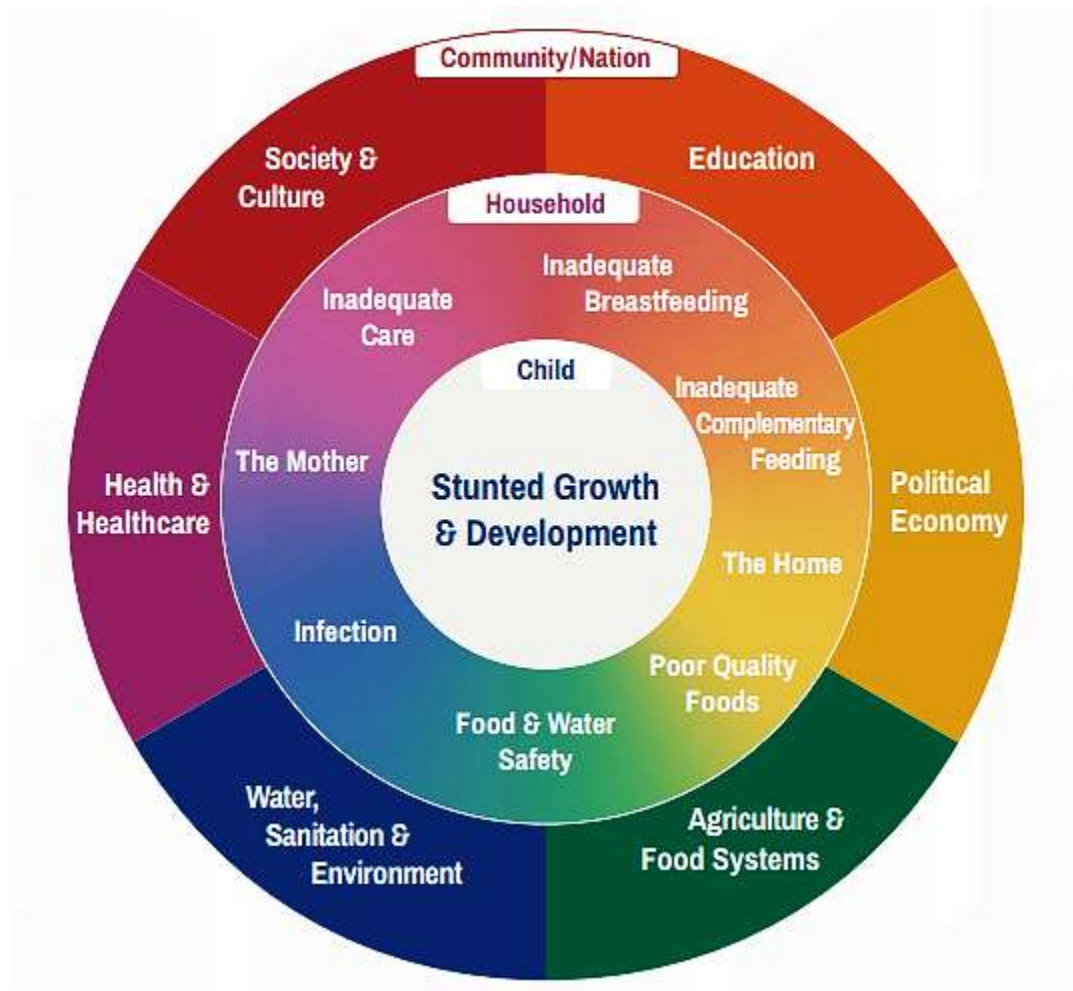 Community/Nation
Society &
Culture
Education
Household
Inadequate
Breastfeeding
Inadequate
Care
Child
Inadequate
Complementary
Feeding
The Mother
Stunted Growth
& Development
Health &
Healthcare
Political
Economy
The Home
Infection
Poor Quality
Foods
Food & Water
Safety
Water,
Sanitation &
Environment
Agriculture &
Food Systems